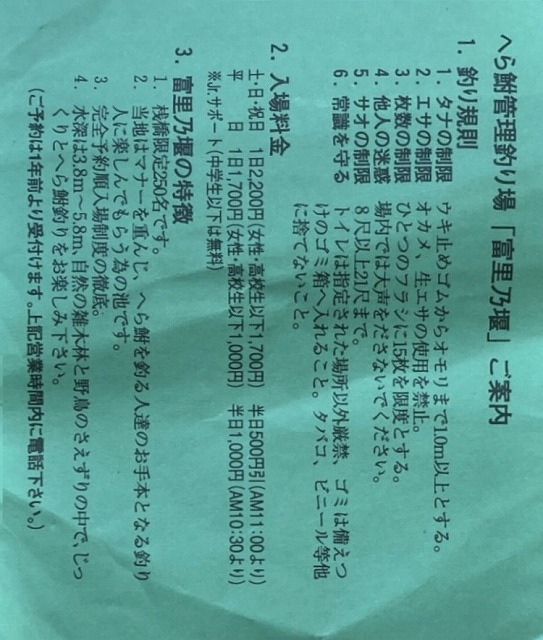 へら鮒管理釣り場「富里乃堰」ご案内
1. 釣り規則
1. タナの制限 ウキ止めゴムからオモリまで1.0m以上とする。
2. エサの制限 オカメ、生エサの使用を禁止。
3. 枚数の制限 ひとつのフラシに15枚を限度とする。
4. 他人の迷惑 場内では大声をださないでください。
5. サオの制限 8尺以上21尺まで。
6. 常識を守る トイレは指定された場所以外厳禁、ゴミは備えつ
けのゴミ箱へ入れること。タバコ、ビニール等他
に捨てないこと。
2. 入場料金
土・日・祝日 1日2,200円(女性・高校生以下1,700円) 半日500円引(AM11:00より)
平 日 1日1,700円(女性・高校生以下1,000円) 半日1,000円(AM10:30より)
※Jrサポート(中学生以下は無料)
3. 富里乃堰の特徴
1. 桟橋限定250名です。
2. 当地はマナーを重んじ、へら鮒を釣る人達のお手本となる釣り
人に楽しんでもらう為の池です。
3. 完全予約順入場制度の徹底。
4. 水深は3.8m～5.8m、自然の雑木林と野鳥のさえずりの中で、じっ
くりとへら鮒釣りをお楽しみ下さい。
(ご予約は1年前より受付けます。上記営業時間内に電話下さい。)